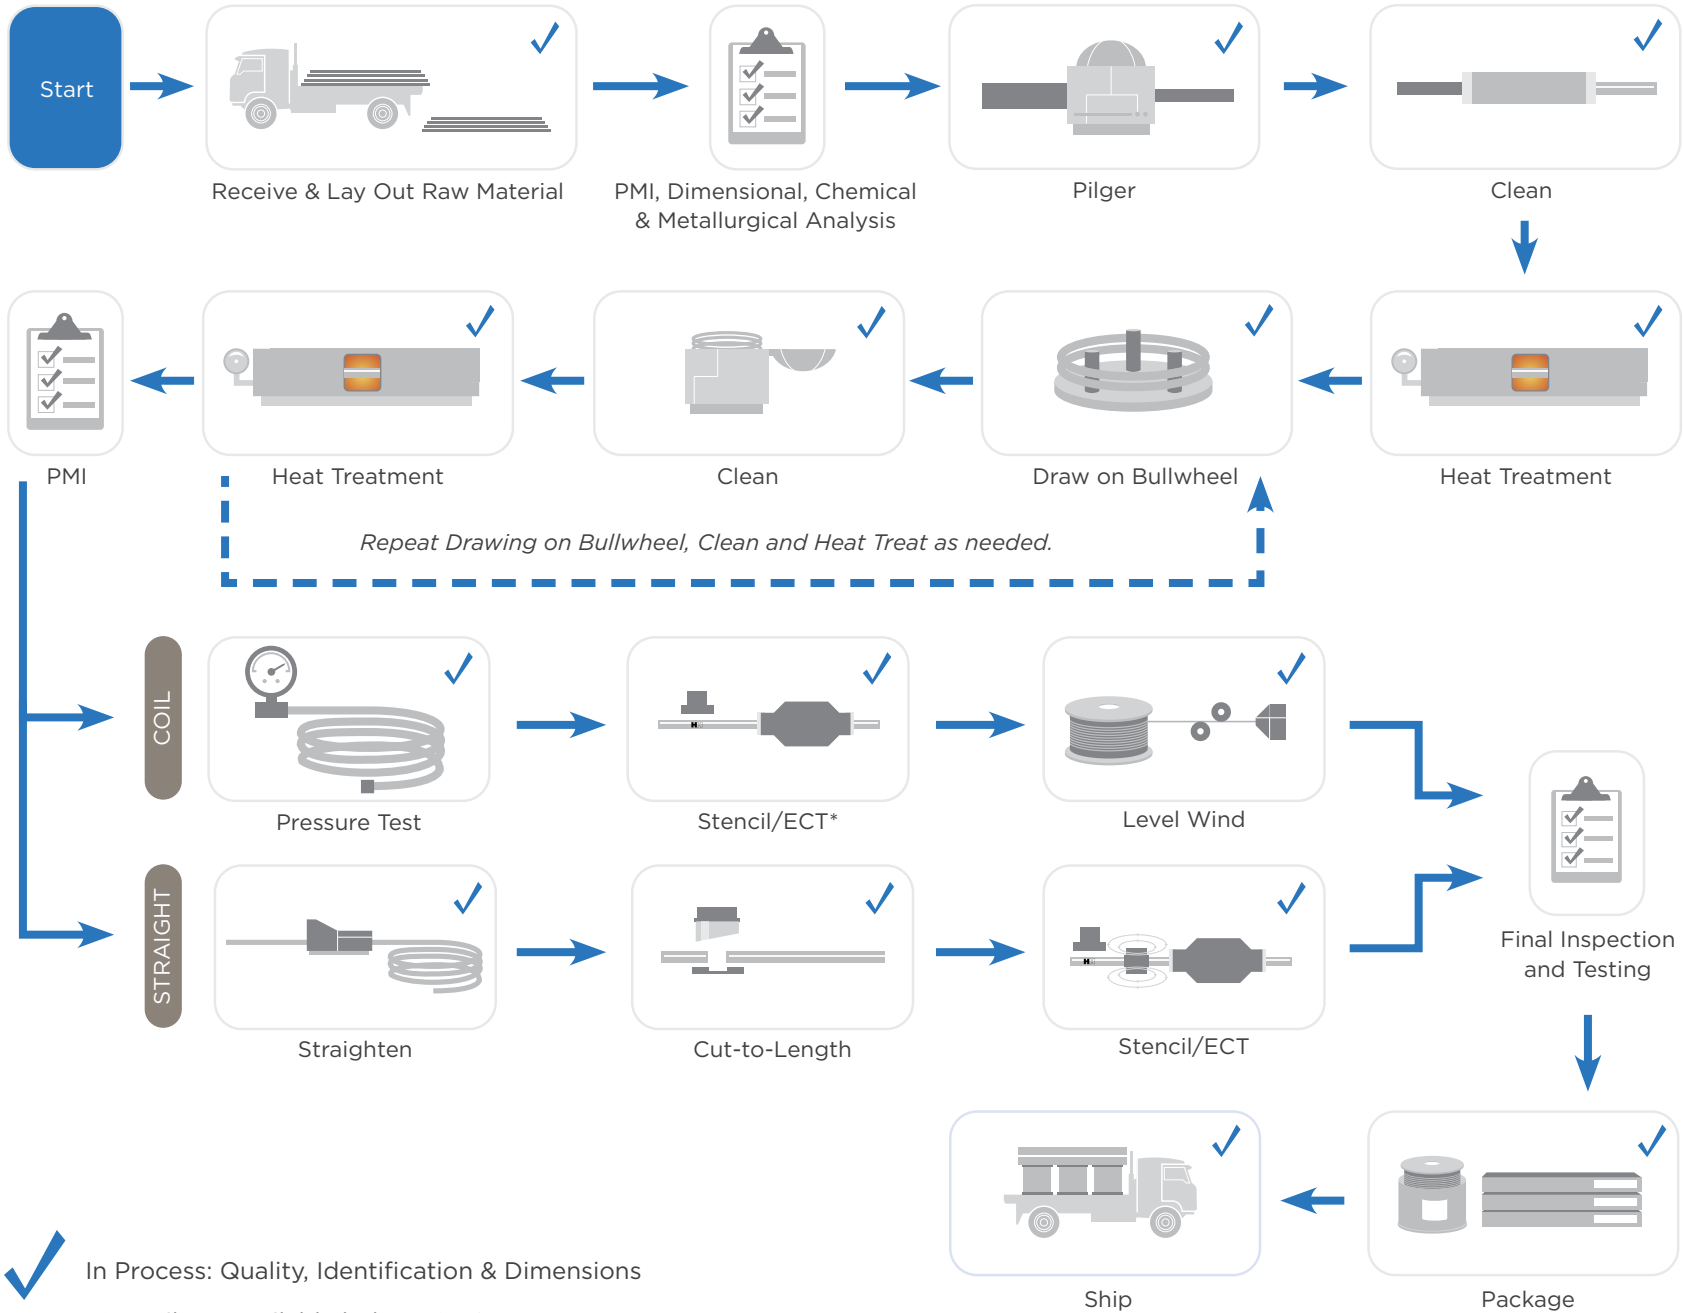 Start
Receive & Lay Out Raw Material
PMI, Dimensional, Chemical
& Metallurgical Analysis
Pilger
Clean
PMI
Heat Treatment
Clean
Draw on Bullwheel
Heat Treatment
Repeat Drawing on Bullwheel, Clean and Heat Treat as needed.
COIL
Pressure Test
Stencil/ECT*
Level Wind
STRAIGHT
Straighten
Cut-to-Length
Stencil/ECT
Final Inspection
and Testing
In Process: Quality, Identification & Dimensions
Ship
Package